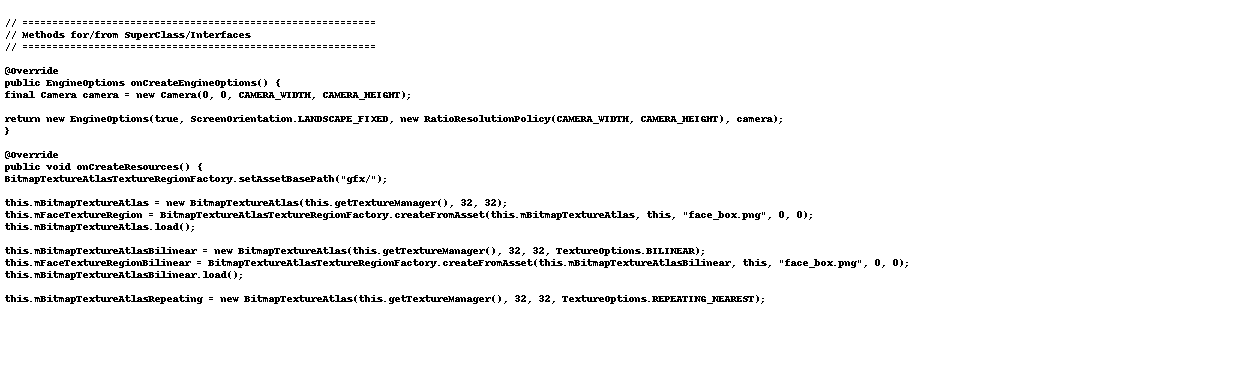 // ===========================================================
// Methods for/from SuperClass/Interfaces
// ===========================================================
@Override
public EngineOptions onCreateEngineOptions() {
final Camera camera = new Camera(0, 0, CAMERA_WIDTH, CAMERA_HEIGHT);
return new EngineOptions(true, ScreenOrientation.LANDSCAPE_FIXED, new RatioResolutionPolicy(CAMERA_WIDTH, CAMERA_HEIGHT), camera);
}
@Override
public void onCreateResources() {
BitmapTextureAtlasTextureRegionFactory.setAssetBasePath("gfx/");
this.mBitmapTextureAtlas = new BitmapTextureAtlas(this.getTextureManager(), 32, 32);
this.mFaceTextureRegion = BitmapTextureAtlasTextureRegionFactory.createFromAsset(this.mBitmapTextureAtlas, this, "face_box.png", 0, 0);
this.mBitmapTextureAtlas.load();
this.mBitmapTextureAtlasBilinear = new BitmapTextureAtlas(this.getTextureManager(), 32, 32, TextureOptions.BILINEAR);
this.mFaceTextureRegionBilinear = BitmapTextureAtlasTextureRegionFactory.createFromAsset(this.mBitmapTextureAtlasBilinear, this, "face_box.png", 0, 0);
this.mBitmapTextureAtlasBilinear.load();
this.mBitmapTextureAtlasRepeating = new BitmapTextureAtlas(this.getTextureManager(), 32, 32, TextureOptions.REPEATING_NEAREST);